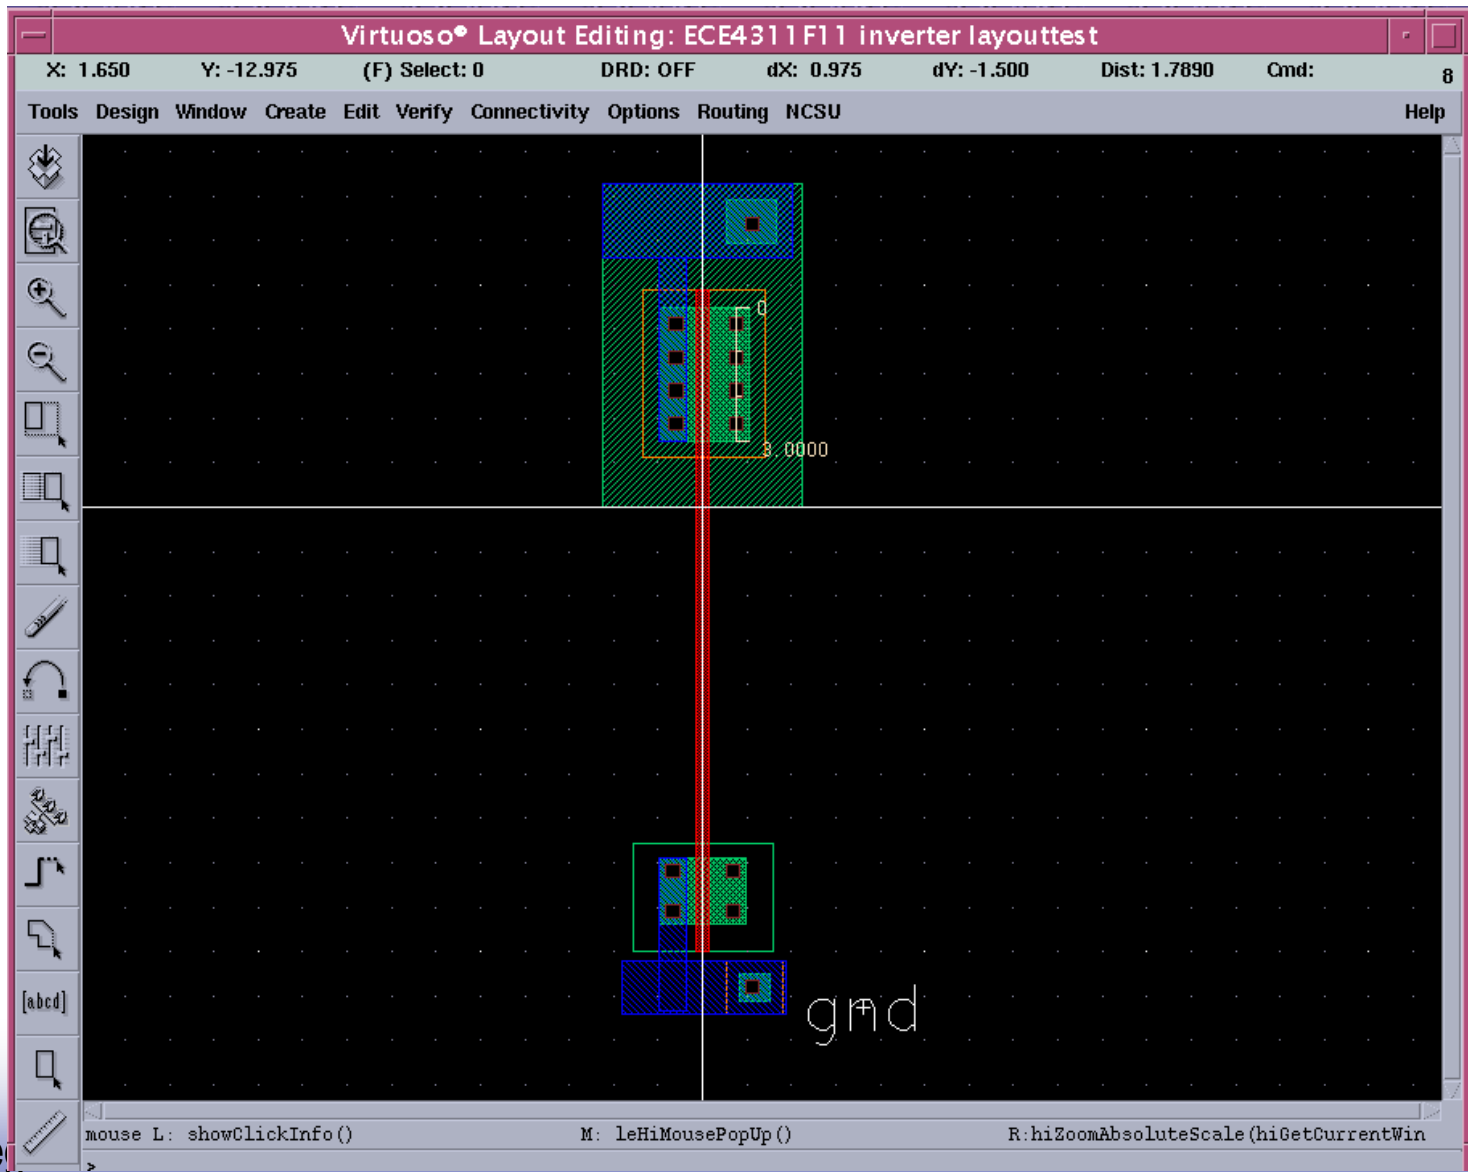 Virtuoso® Layout Editing: ECE4311F11 inverter layouttest
X: 1.650 Y: -12.975 (F) Select: 0 DRD: OFF dX: 0.975 dY: -1.500 Dist: 1.7890 Cmd: 8
Tools Design Window Create Edit Verify Connectivity Options Routing NCSU Help
0
3.0000
[abcd]
gnd
mouse L: showClickInfo() M: leHiMousePopUp() R:hiZoomAbsoluteScale(hiGetCurrentWin
>